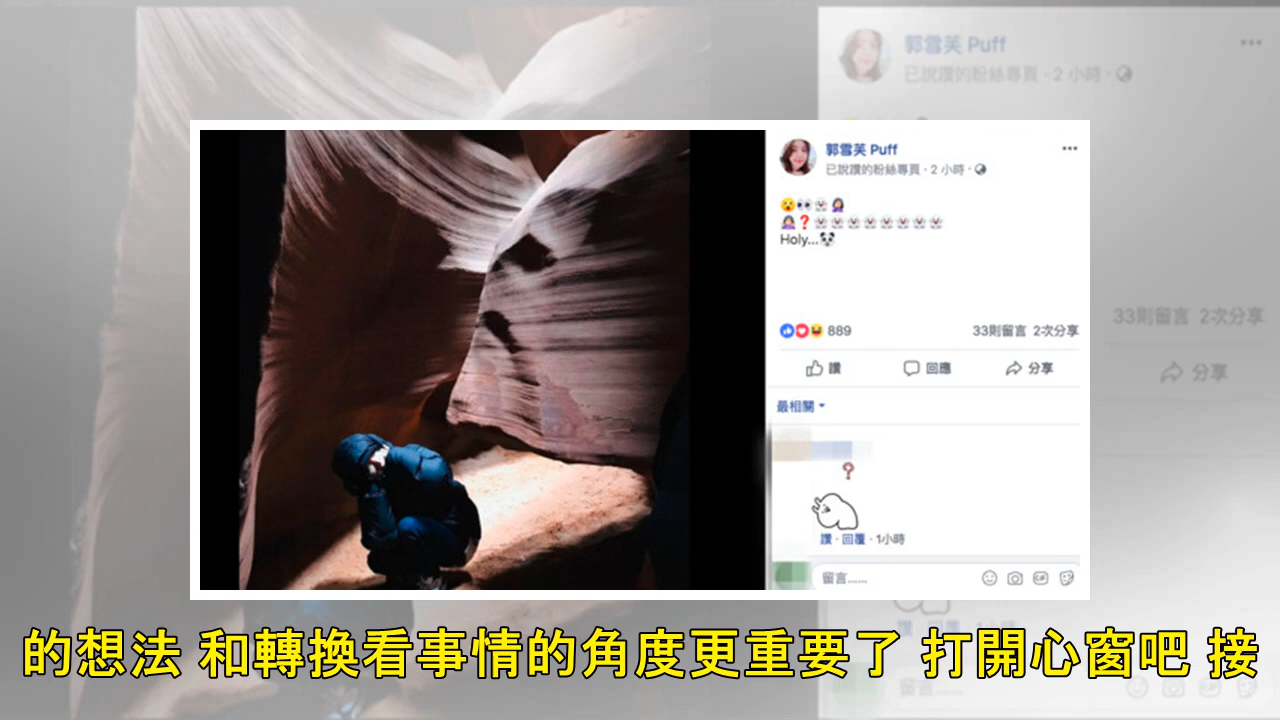 郭雪芙 Puff
已說讚的粉絲專頁 · 2 小時 ·
😵👀👻🤦‍♀️
🤦‍♀️❓👻👻👻👻👻👻👻👻
Holy...🐼
889
33則留言 2次分享
讚 回應 分享
最相關
讚 · 回覆 · 1小時
留言......
郭雪芙 Puff
已說讚的粉絲專頁 · 2 小時 ·
33則留言 2次分享
分享
留言......
的想法 和轉換看事情的角度更重要了 打開心窗吧 接